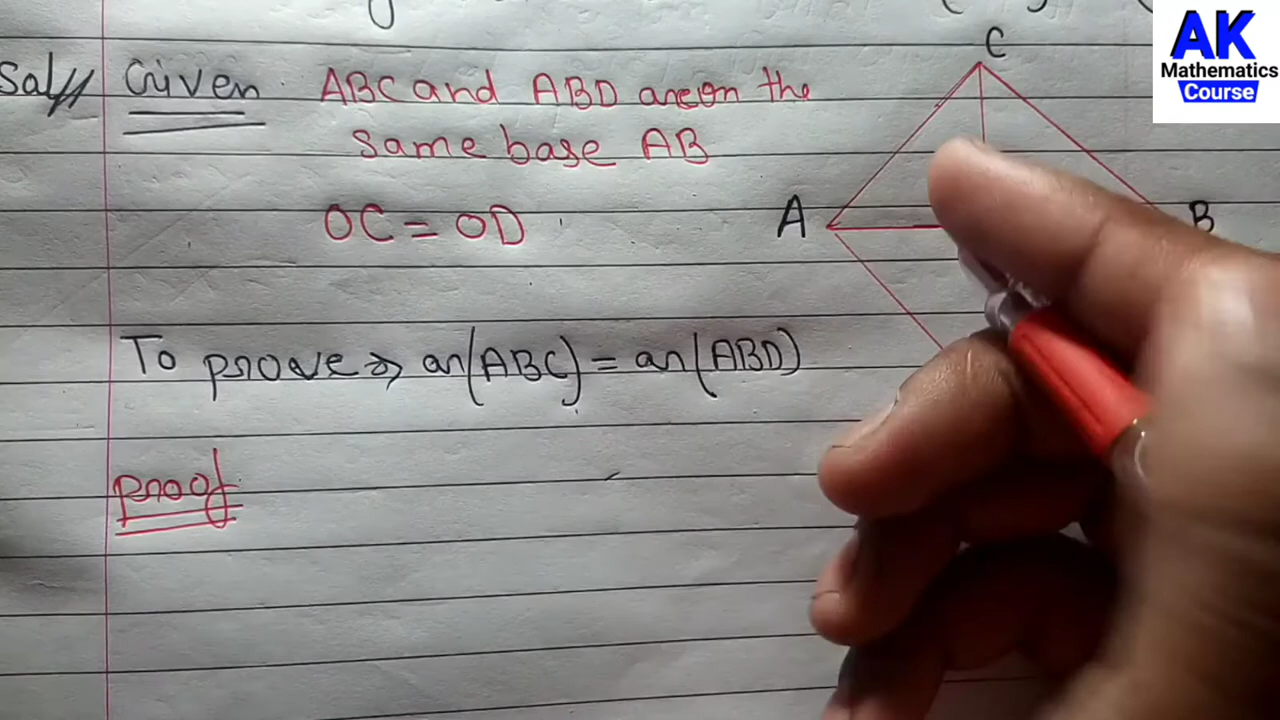 C
AK
Mathematics
Course
Sol// Given ABC and ABD are on the
same base AB
OC = OD
A
B
To prove ⇒ ar(ABC) = ar(ABD)
Proof